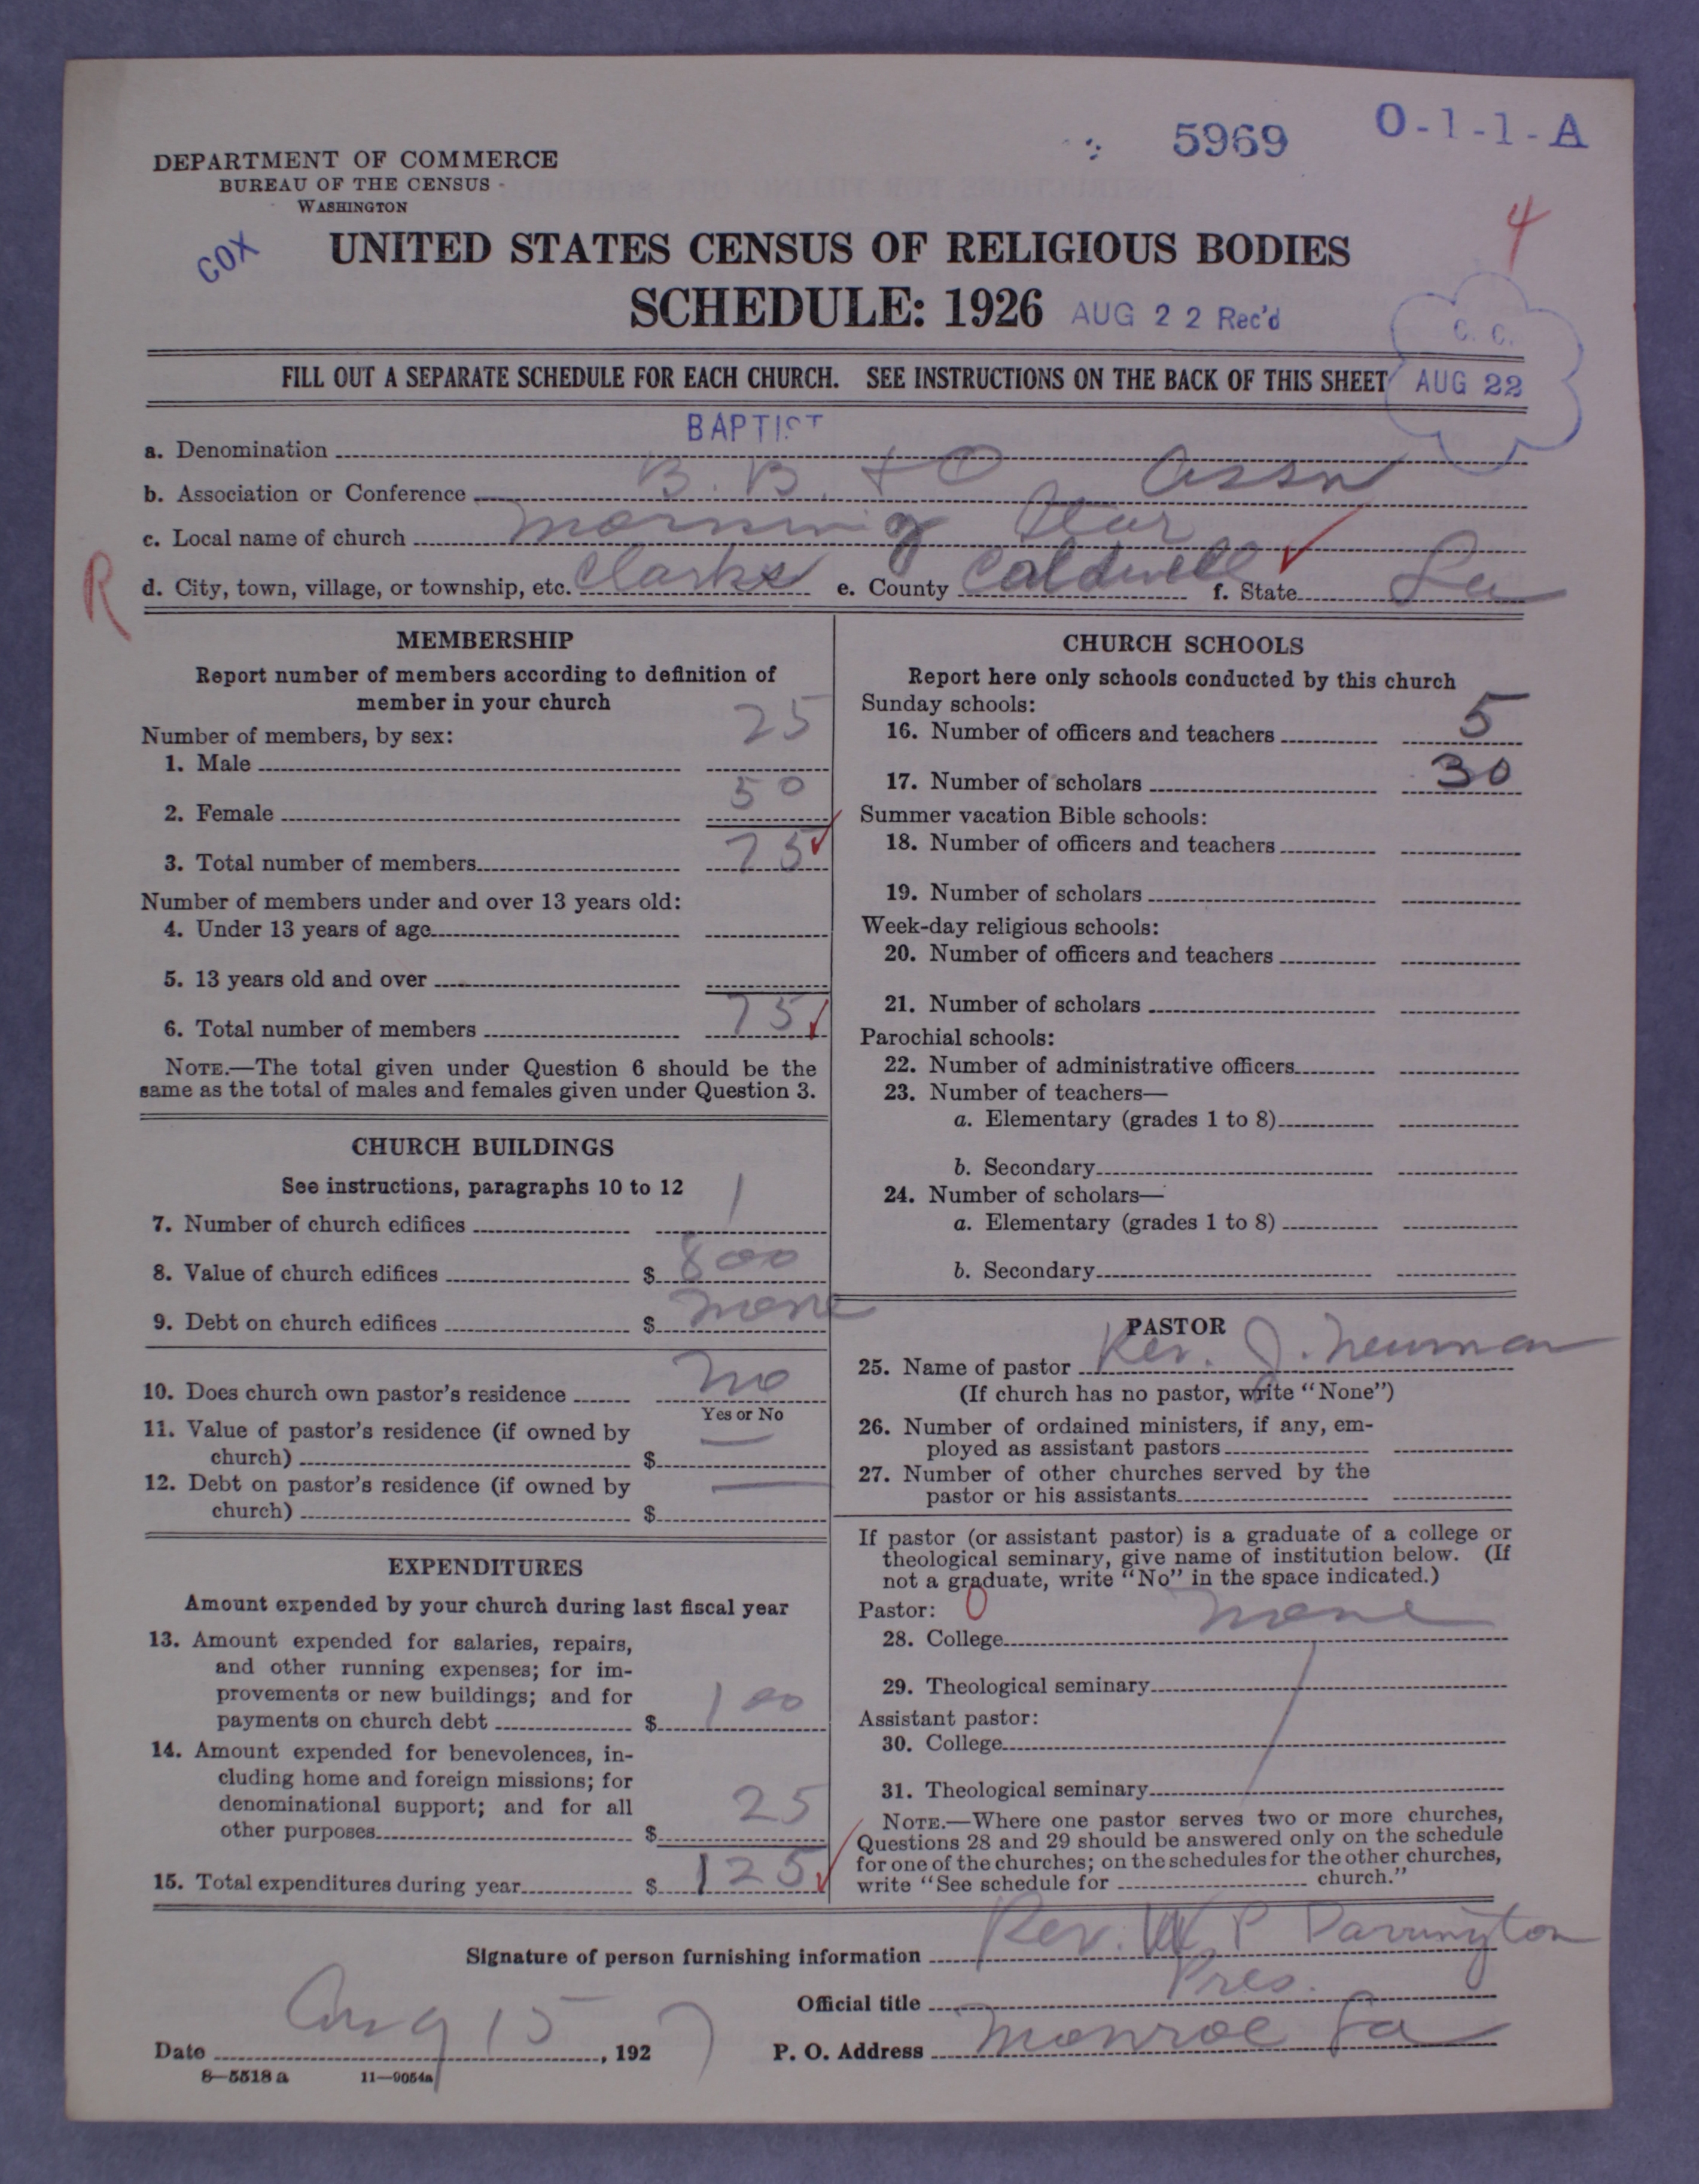 5969
O-1-1-A
DEPARTMENT OF COMMERCE
BUREAU OF THE CENSUS
WASHINGTON
COX
4
UNITED STATES CENSUS OF RELIGIOUS BODIES
SCHEDULE: 1926 AUG 22 Rec'd
C. C.
AUG 22
FILL OUT A SEPARATE SCHEDULE FOR EACH CHURCH. SEE INSTRUCTIONS ON THE BACK OF THIS SHEET
a. Denomination BAPTIST
b. Association or Conference B. B. + O Assn
c. Local name of church Morning Star
R
d. City, town, village, or township, etc. Clarks e. County Caldwell f. State La
MEMBERSHIP
Report number of members according to definition of
member in your church
Number of members, by sex:
1. Male 25
2. Female 50
3. Total number of members 75
Number of members under and over 13 years old:
4. Under 13 years of age
5. 13 years old and over
6. Total number of members 75
NOTE.—The total given under Question 6 should be the
same as the total of males and females given under Question 3.
CHURCH BUILDINGS
See instructions, paragraphs 10 to 12
7. Number of church edifices 1
8. Value of church edifices $ 800
9. Debt on church edifices $ none
10. Does church own pastor's residence no
Yes or No
11. Value of pastor's residence (if owned by
church) $ —
12. Debt on pastor's residence (if owned by
church) $ —
EXPENDITURES
Amount expended by your church during last fiscal year
13. Amount expended for salaries, repairs,
and other running expenses; for im-
provements or new buildings; and for
payments on church debt $ 100
14. Amount expended for benevolences, in-
cluding home and foreign missions; for
denominational support; and for all
other purposes $ 25
15. Total expenditures during year $ 125
CHURCH SCHOOLS
Report here only schools conducted by this church
Sunday schools:
16. Number of officers and teachers 5
17. Number of scholars 30
Summer vacation Bible schools:
18. Number of officers and teachers
19. Number of scholars
Week-day religious schools:
20. Number of officers and teachers
21. Number of scholars
Parochial schools:
22. Number of administrative officers
23. Number of teachers—
a. Elementary (grades 1 to 8)
b. Secondary
24. Number of scholars—
a. Elementary (grades 1 to 8)
b. Secondary
PASTOR
25. Name of pastor Rev. J. Newman
(If church has no pastor, write "None")
26. Number of ordained ministers, if any, em-
ployed as assistant pastors
27. Number of other churches served by the
pastor or his assistants
If pastor (or assistant pastor) is a graduate of a college or
theological seminary, give name of institution below. (If
not a graduate, write "No" in the space indicated.)
Pastor: 0
28. College none
29. Theological seminary
Assistant pastor:
30. College
31. Theological seminary
NOTE.—Where one pastor serves two or more churches,
Questions 28 and 29 should be answered only on the schedule
for one of the churches; on the schedules for the other churches,
write "See schedule for church."
Signature of person furnishing information Rev. W. P Darrington
Official title Pres.
Date Aug 15, 1927 P. O. Address Monroe La
8—5518 a 11—9054a